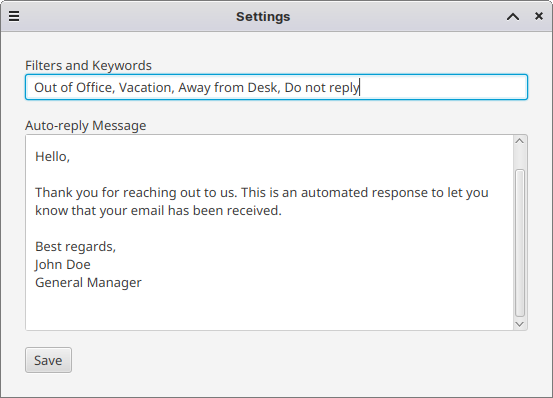 Settings
Filters and Keywords
Out of Office, Vacation, Away from Desk, Do not reply
Auto-reply Message
Hello,
Thank you for reaching out to us. This is an automated response to let you
know that your email has been received.
Best regards,
John Doe
General Manager
Save